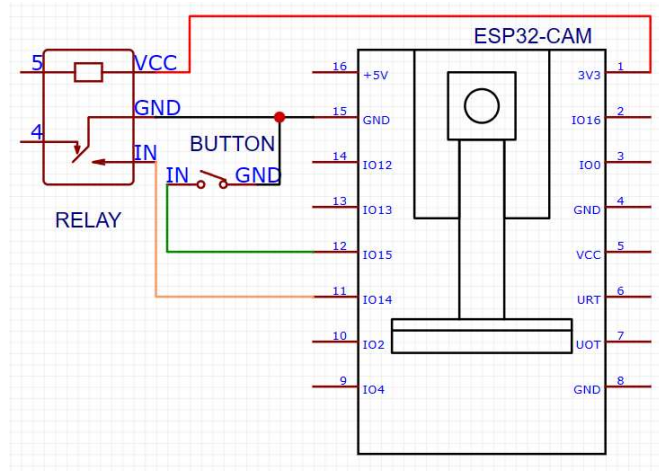 ESP32-CAM
5 VCC
GND
4
IN
RELAY
BUTTON
IN GND
16 +5V
15 GND
14 IO12
13 IO13
12 IO15
11 IO14
10 IO2
9 IO4
3V3 1
IO16 2
IO0 3
GND 4
VCC 5
URT 6
UOT 7
GND 8